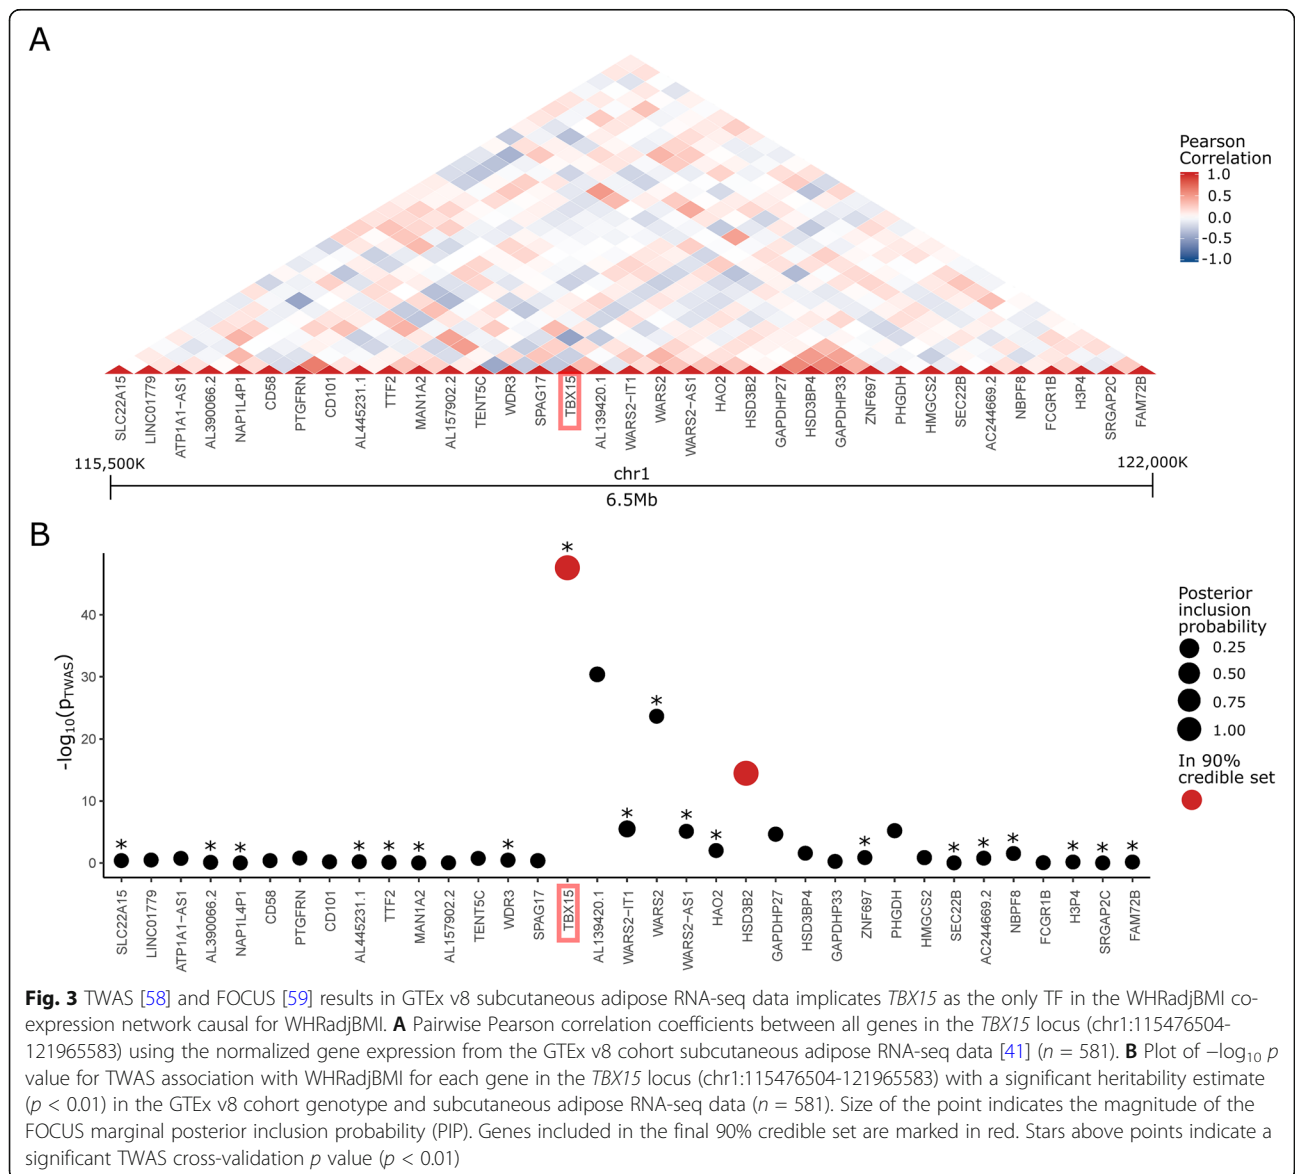 A
Pearson
Correlation
1.0
0.5
0.0
-0.5
-1.0
SLC22A15
LINC01779
ATP1A1−AS1
AL390066.2
NAP1L4P1
CD58
PTGFRN
CD101
AL445231.1
TTF2
MAN1A2
AL157902.2
TENT5C
WDR3
SPAG17
TBX15
AL139420.1
WARS2−IT1
WARS2
WARS2−AS1
HAO2
HSD3B2
GAPDHP27
HSD3BP4
GAPDHP33
ZNF697
PHGDH
HMGCS2
SEC22B
AC244669.2
NBPF8
FCGR1B
H3P4
SRGAP2C
FAM72B
115,500K
chr1
122,000K
6.5Mb
B
-log10(pTWAS)
40
30
20
10
0
* * * * * * * * * * * * * * * * * * *
Posterior
inclusion
probability
0.25
0.50
0.75
1.00
In 90%
credible set
SLC22A15
LINC01779
ATP1A1−AS1
AL390066.2
NAP1L4P1
CD58
PTGFRN
CD101
AL445231.1
TTF2
MAN1A2
AL157902.2
TENT5C
WDR3
SPAG17
TBX15
AL139420.1
WARS2−IT1
WARS2
WARS2−AS1
HAO2
HSD3B2
GAPDHP27
HSD3BP4
GAPDHP33
ZNF697
PHGDH
HMGCS2
SEC22B
AC244669.2
NBPF8
FCGR1B
H3P4
SRGAP2C
FAM72B
Fig. 3 TWAS [58] and FOCUS [59] results in GTEx v8 subcutaneous adipose RNA-seq data implicates TBX15 as the only TF in the WHRadjBMI co-
expression network causal for WHRadjBMI. A Pairwise Pearson correlation coefficients between all genes in the TBX15 locus (chr1:115476504-
121965583) using the normalized gene expression from the GTEx v8 cohort subcutaneous adipose RNA-seq data [41] (n = 581). B Plot of −log10 p
value for TWAS association with WHRadjBMI for each gene in the TBX15 locus (chr1:115476504-121965583) with a significant heritability estimate
(p < 0.01) in the GTEx v8 cohort genotype and subcutaneous adipose RNA-seq data (n = 581). Size of the point indicates the magnitude of the
FOCUS marginal posterior inclusion probability (PIP). Genes included in the final 90% credible set are marked in red. Stars above points indicate a
significant TWAS cross-validation p value (p < 0.01)